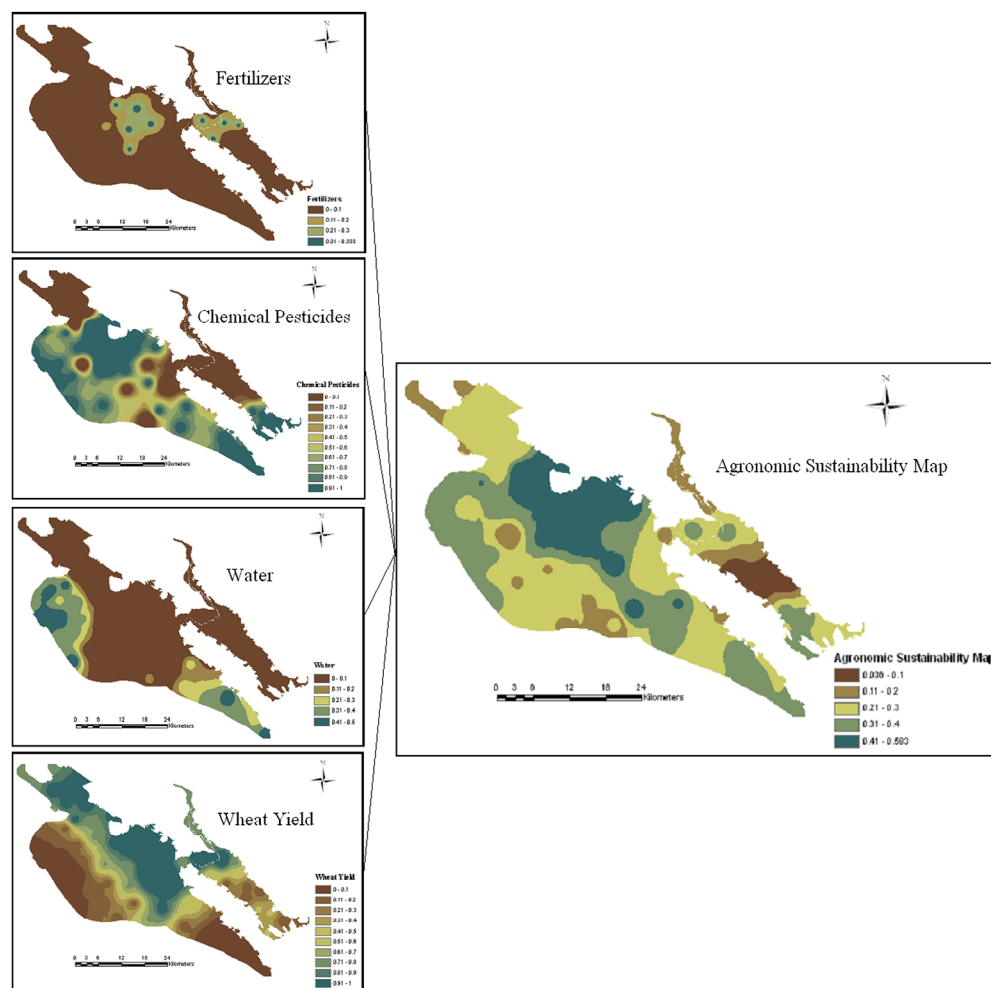 N
Fertilizers
Fertilizers
0 - 0.1
0.11 - 0.2
0.21 - 0.3
0.31 - 0.333
0 3 6 12 18 24
Kilometers
N
Chemical Pesticides
Chemical Pesticides
0 - 0.1
0.11 - 0.2
0.21 - 0.3
0.31 - 0.4
0.41 - 0.5
0.51 - 0.6
0.61 - 0.7
0.71 - 0.8
0.81 - 0.9
0.91 - 1
0 3 6 12 18 24
Kilometers
N
Water
Water
0 - 0.1
0.11 - 0.2
0.21 - 0.3
0.31 - 0.4
0.41 - 0.5
0 3 6 12 18 24
Kilometers
N
Wheat Yield
Wheat Yield
0 - 0.1
0.11 - 0.2
0.21 - 0.3
0.31 - 0.4
0.41 - 0.5
0.51 - 0.6
0.61 - 0.7
0.71 - 0.8
0.81 - 0.9
0.91 - 1
0 3 6 12 18 24
Kilometers
N
Agronomic Sustainability Map
Agronomic Sustainability Map
0.036 - 0.1
0.11 - 0.2
0.21 - 0.3
0.31 - 0.4
0.41 - 0.583
0 3 6 12 18 24
Kilometers